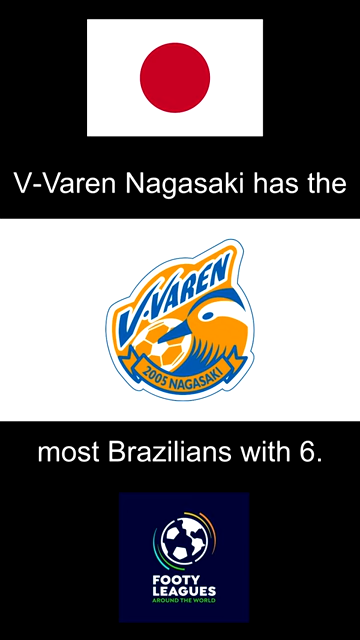 V-Varen Nagasaki has the
V-VAREN
2005 NAGASAKI
most Brazilians with 6.
FOOTY
LEAGUES
AROUND THE WORLD